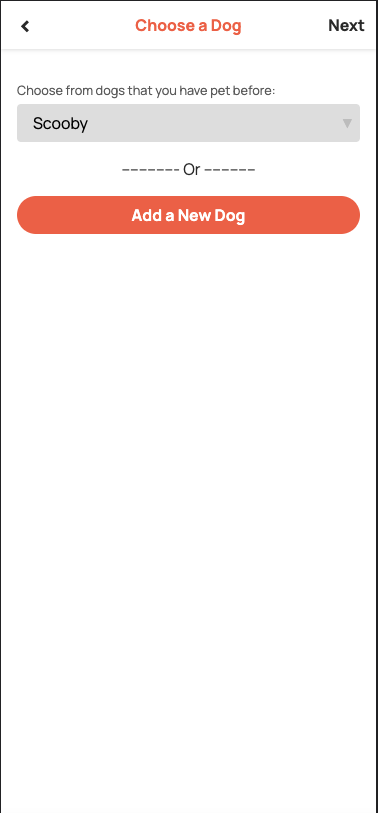 Choose a Dog Next
Choose from dogs that you have pet before:
Scooby
----------- Or ----------
Add a New Dog